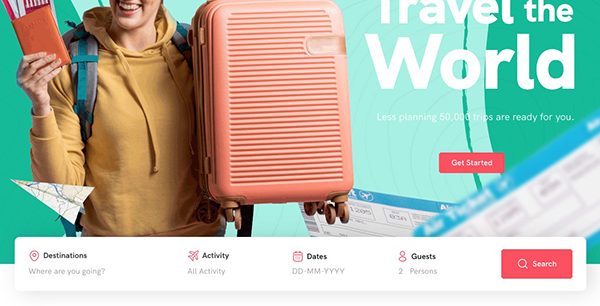 Travel the
World
Less planning 50,000 trips are ready for you.
Get Started
Destinations
Where are you going?
Activity
All Activity
Dates
DD-MM-YYYY
Guests
2 Persons
Search